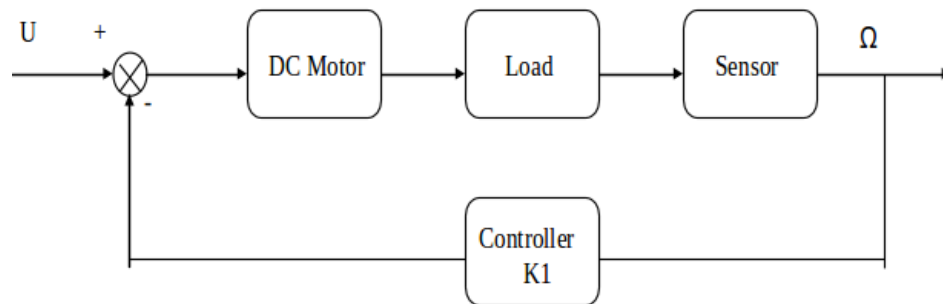 U
+
-
DC Motor
Load
Sensor
Ω
Controller
K1